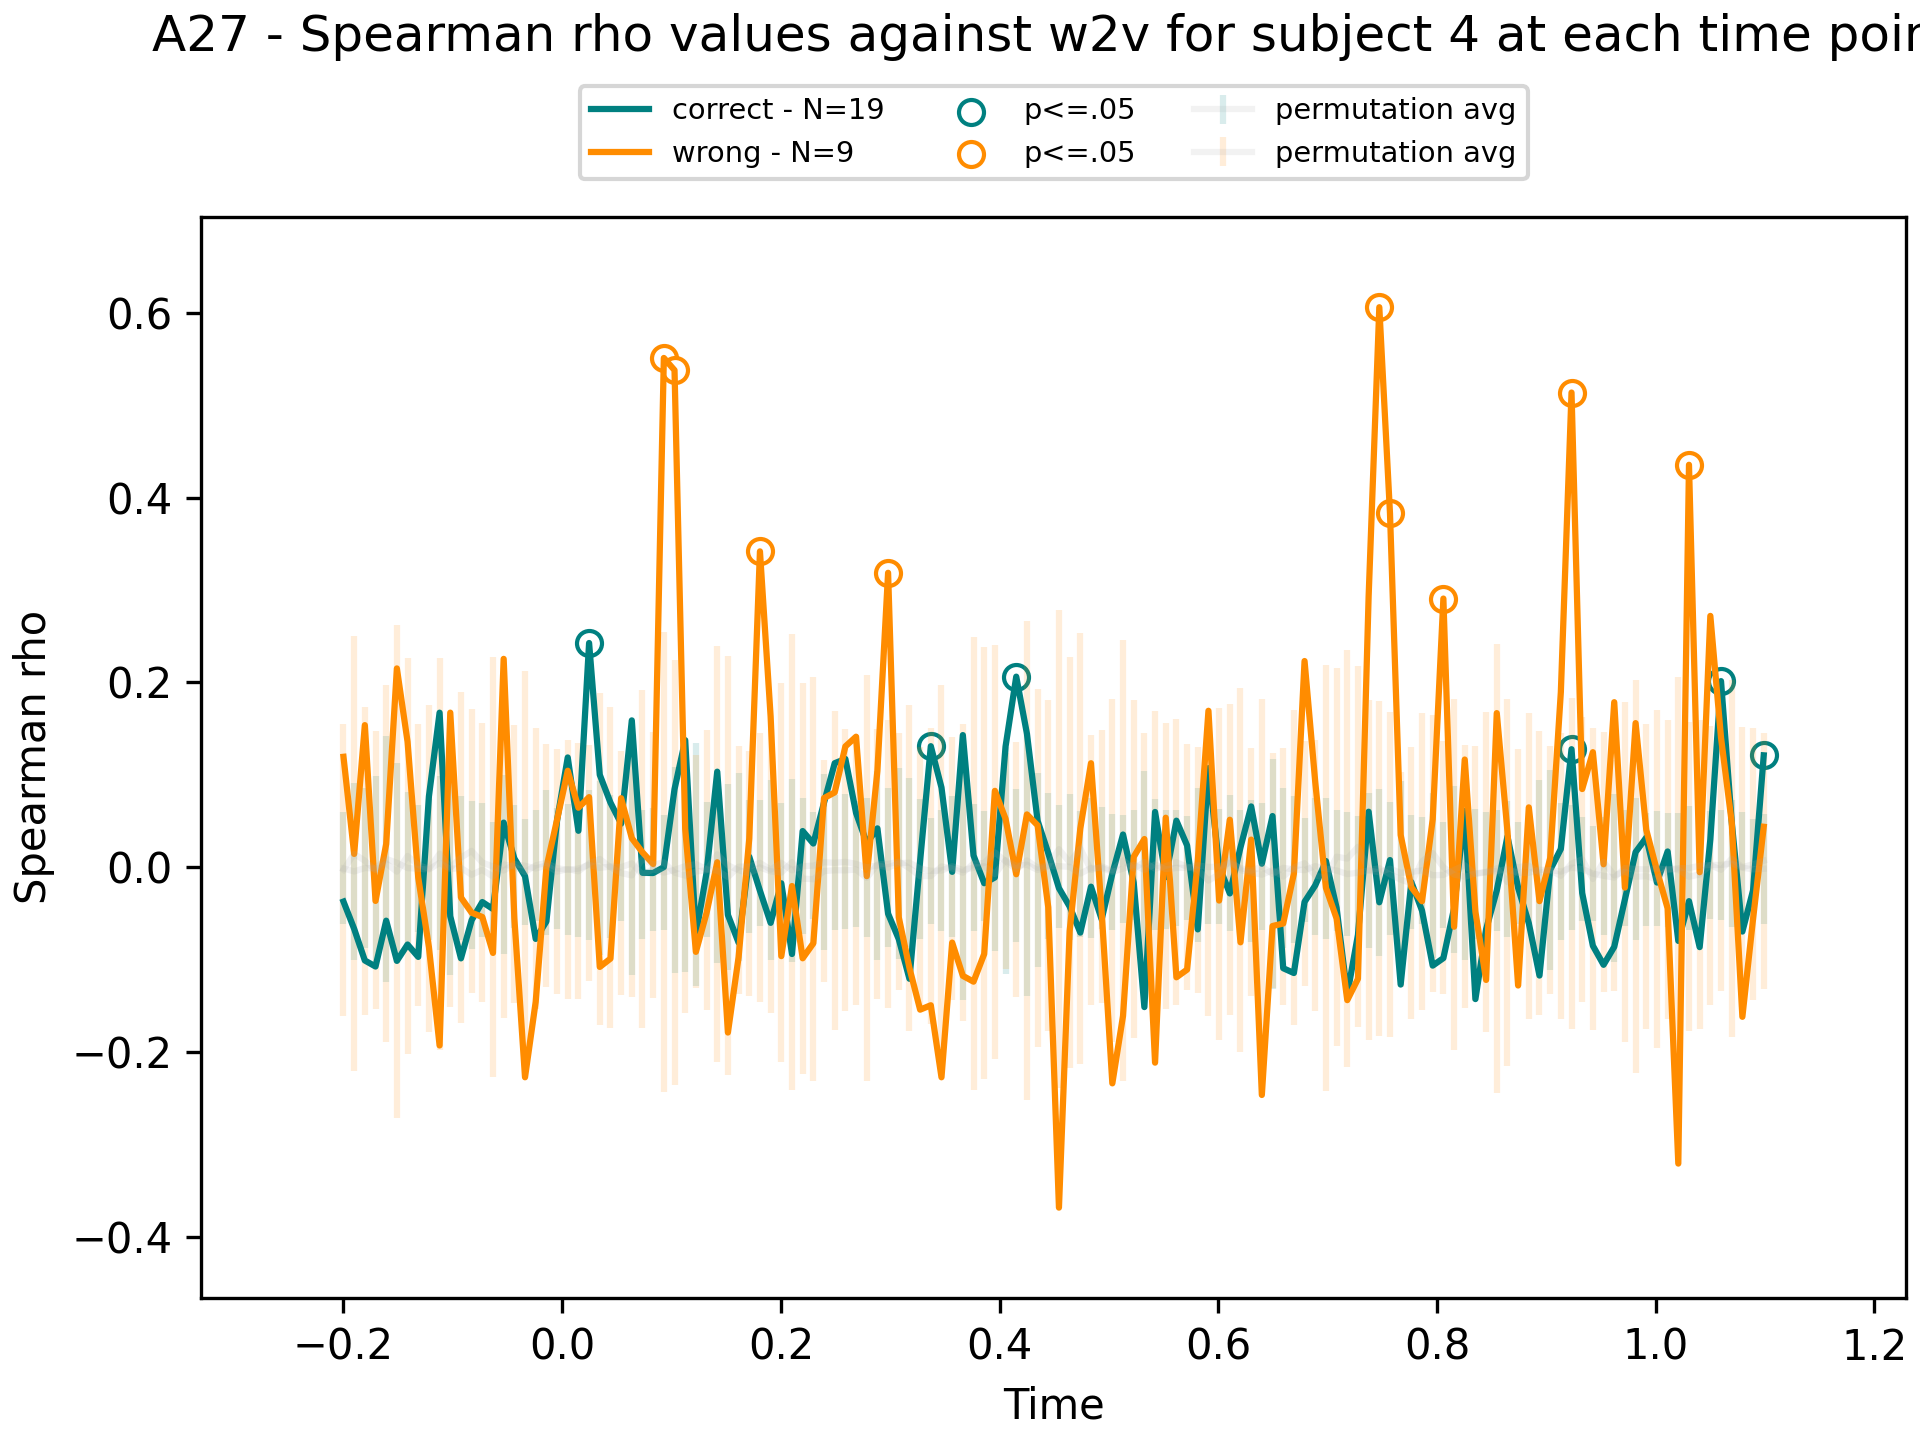 A27 - Spearman rho values against w2v for subject 4 at each time poin
correct - N=19 p<=.05 permutation avg
wrong - N=9 p<=.05 permutation avg
0.6
0.4
0.2
0.0
−0.2
−0.4
Spearman rho
−0.2 0.0 0.2 0.4 0.6 0.8 1.0 1.2
Time